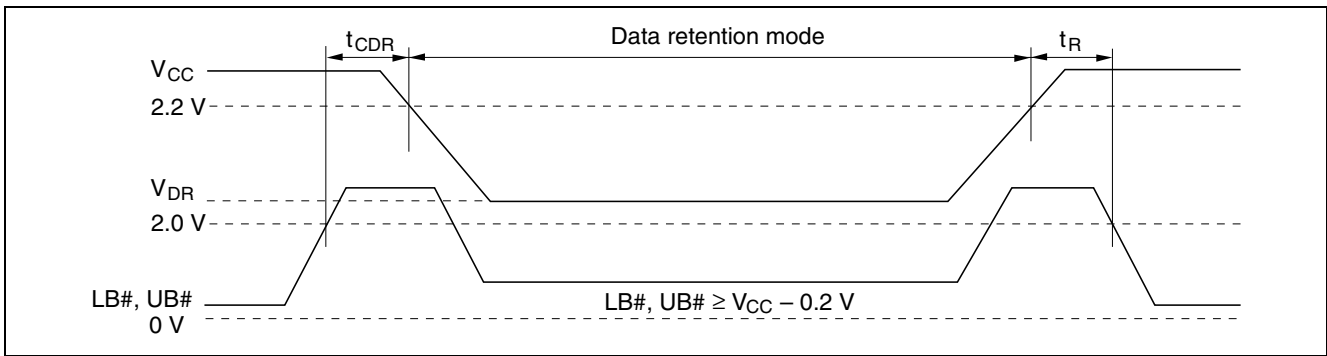 tCDR
Data retention mode
tR
VCC
2.2 V
VDR
2.0 V
LB#, UB#
LB#, UB# ≥ VCC – 0.2 V
0 V